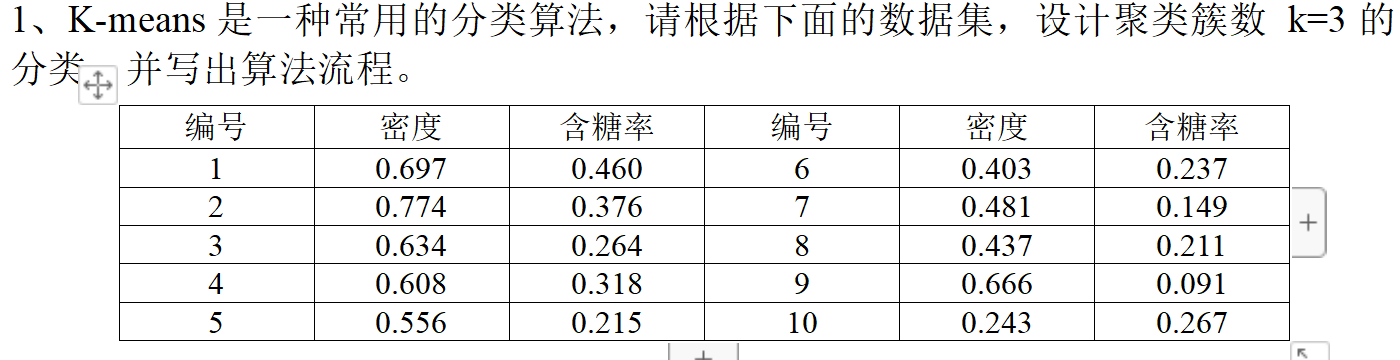 1、K-means 是一种常用的分类算法，请根据下面的数据集，设计聚类簇数 k=3 的
分类 并写出算法流程。
编号 密度 含糖率 编号 密度 含糖率
1 0.697 0.460 6 0.403 0.237
2 0.774 0.376 7 0.481 0.149
3 0.634 0.264 8 0.437 0.211
4 0.608 0.318 9 0.666 0.091
5 0.556 0.215 10 0.243 0.267